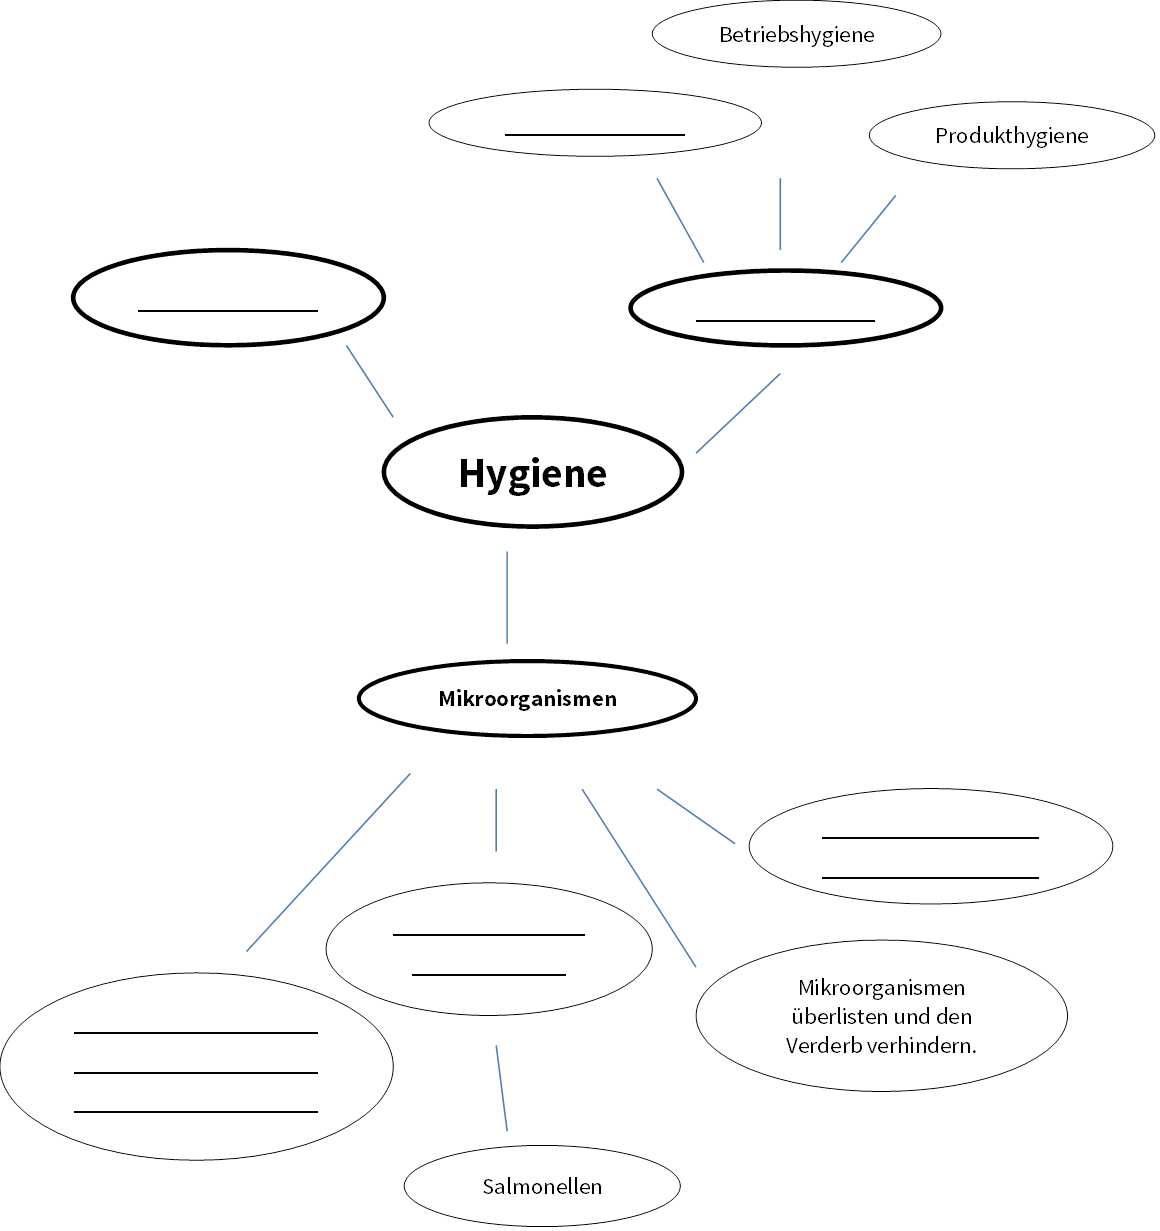 Betriebshygiene
Produkthygiene
Hygiene
Mikroorganismen
Mikroorganismen
überlisten und den
Verderb verhindern.
Salmonellen